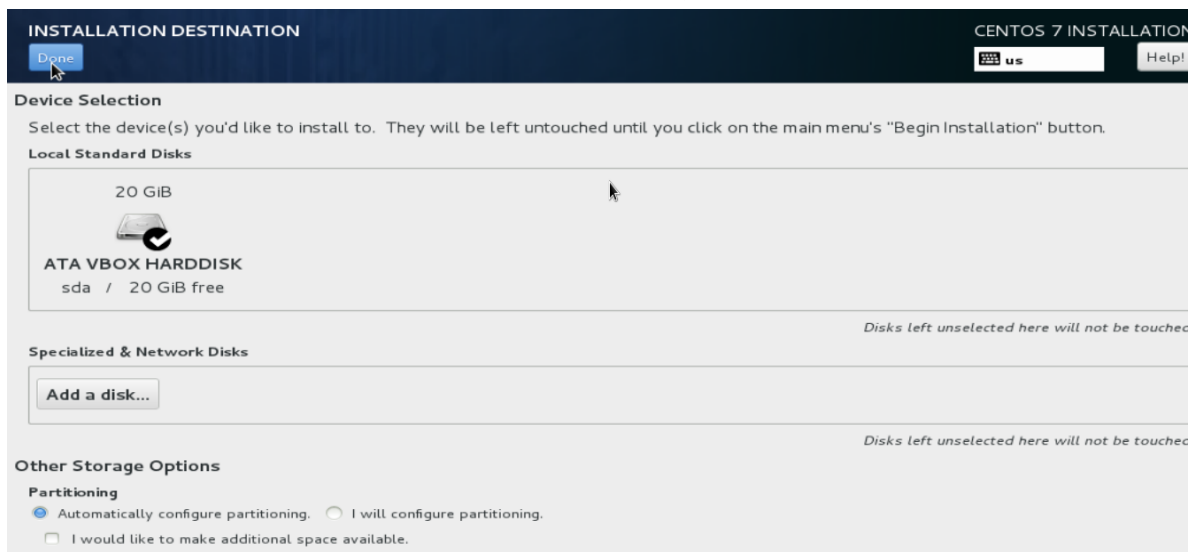 INSTALLATION DESTINATION
CENTOS 7 INSTALLATION
Done
us
Help!
Device Selection
Select the device(s) you'd like to install to. They will be left untouched until you click on the main menu's "Begin Installation" button.
Local Standard Disks
20 GiB
ATA VBOX HARDDISK
sda / 20 GiB free
Disks left unselected here will not be touched
Specialized & Network Disks
Add a disk...
Disks left unselected here will not be touched
Other Storage Options
Partitioning
Automatically configure partitioning. I will configure partitioning.
I would like to make additional space available.